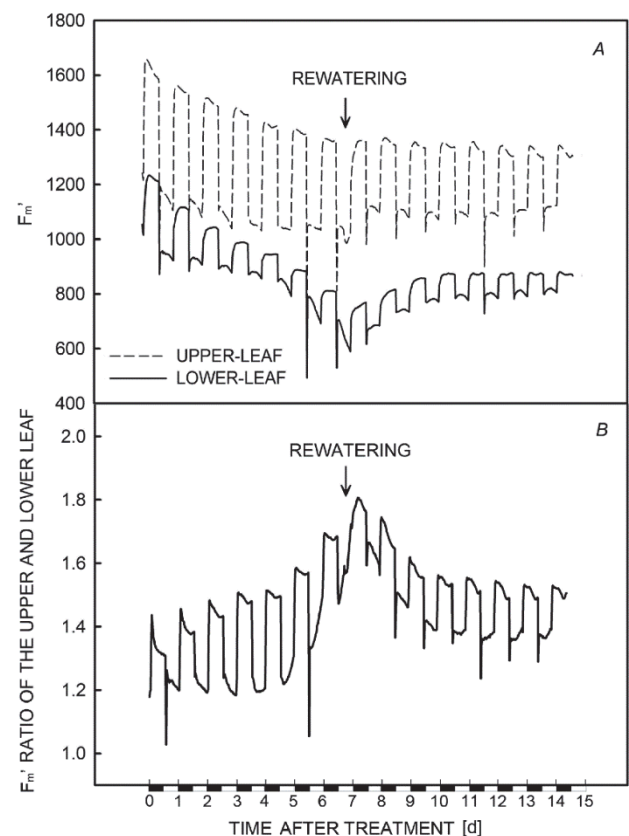 1800
A
1600
REWATERING
1400
1200
Fm'
1000
800
600
UPPER-LEAF
LOWER-LEAF
400
B
2.0
REWATERING
1.8
1.6
1.4
1.2
1.0
Fm' RATIO OF THE UPPER AND LOWER LEAF
0 1 2 3 4 5 6 7 8 9 10 11 12 13 14 15
TIME AFTER TREATMENT [d]